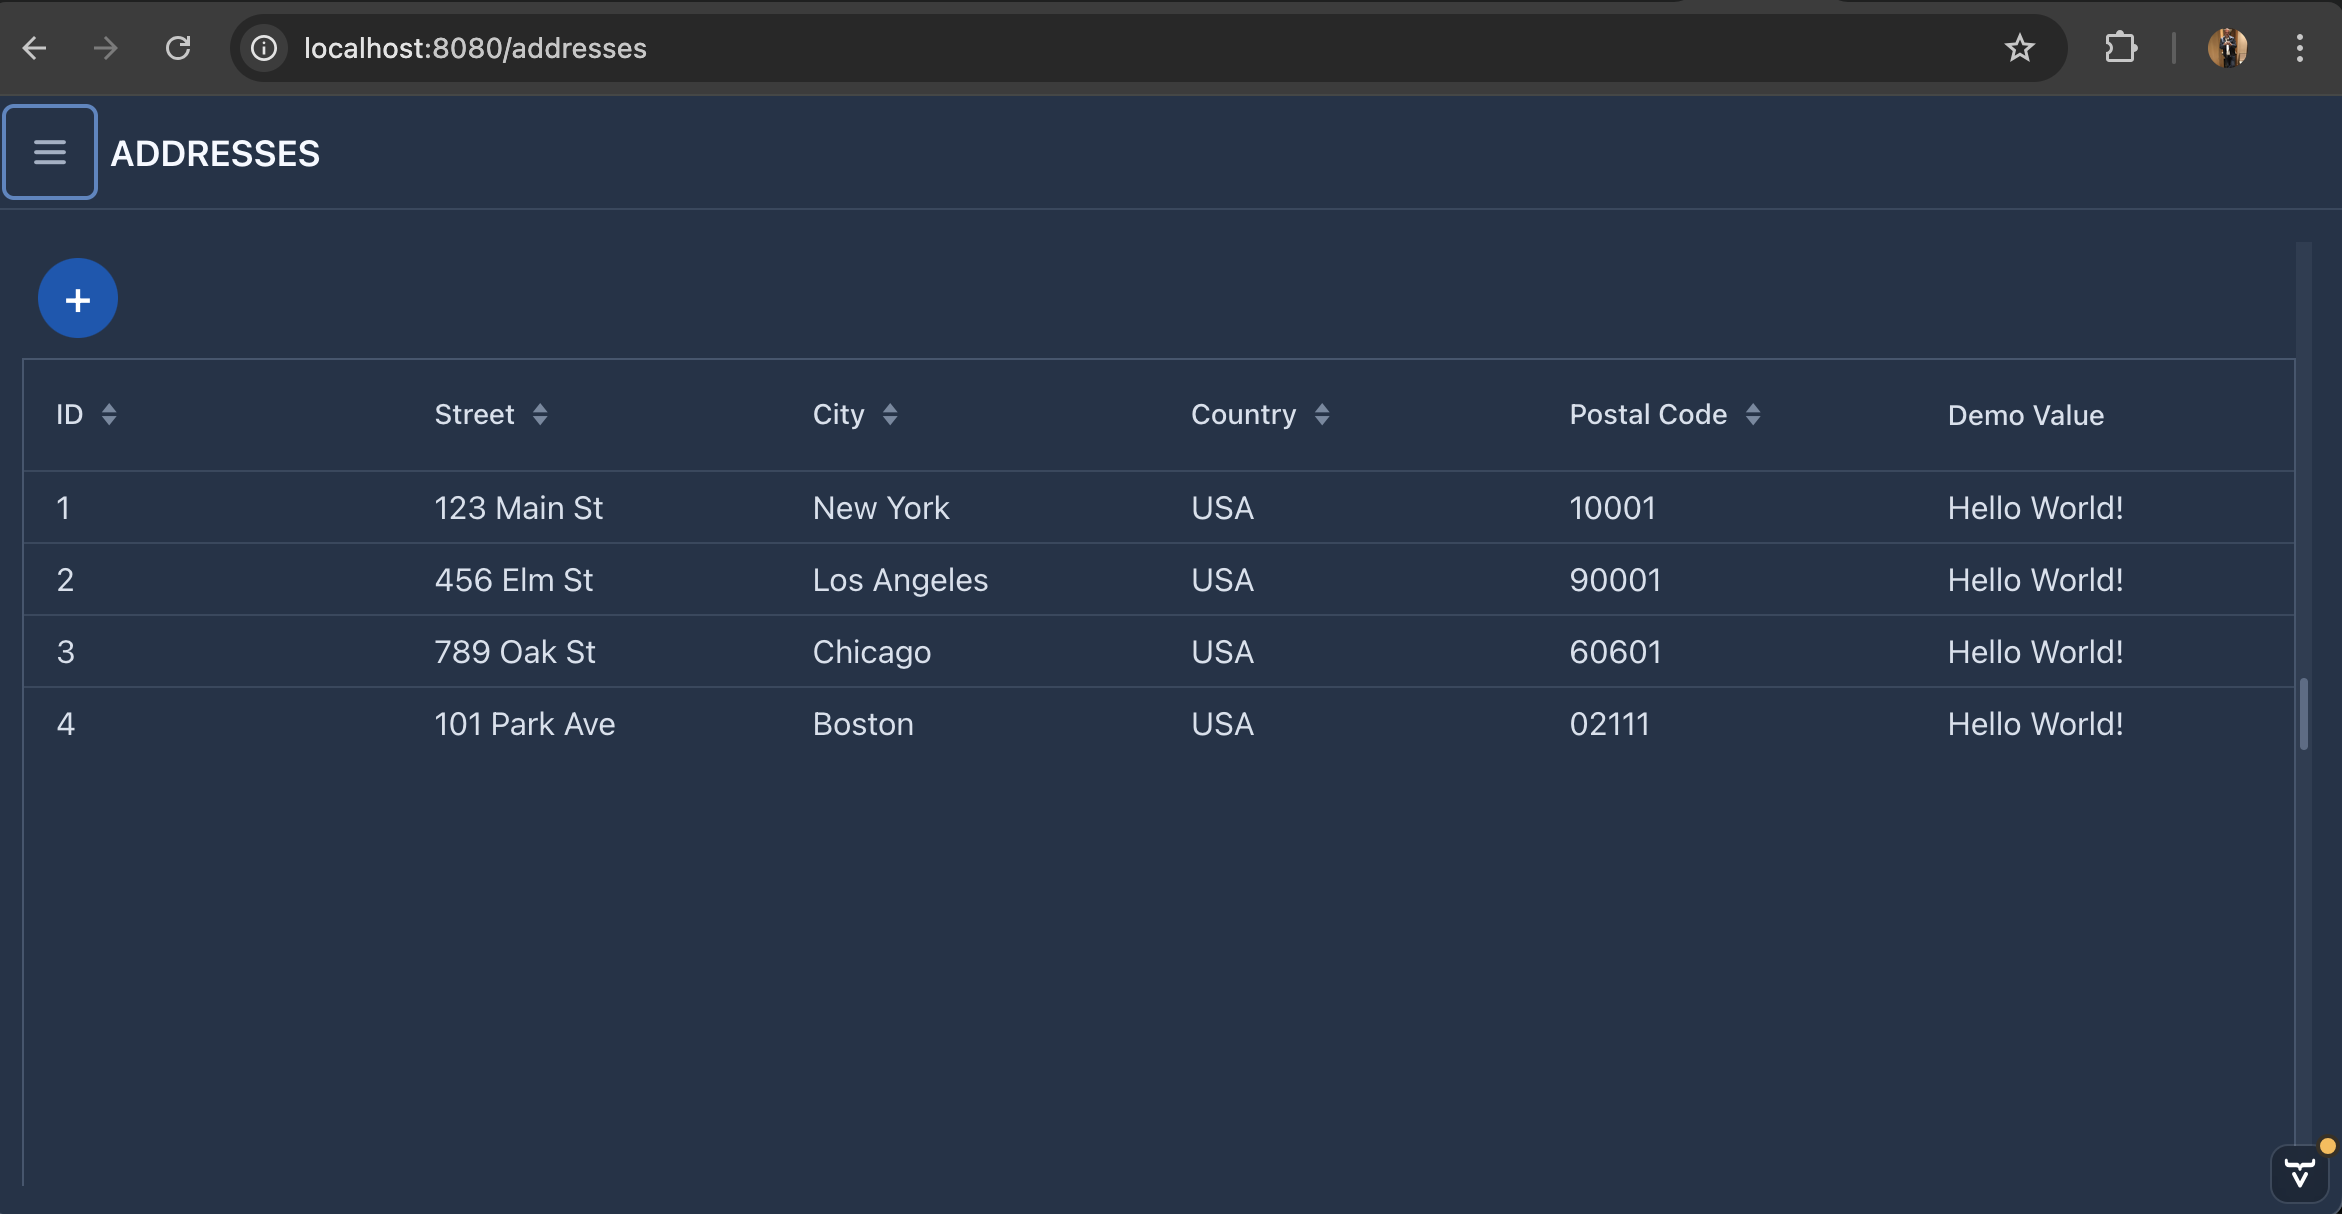 localhost:8080/addresses
ADDRESSES
+
ID Street City Country Postal Code Demo Value
1 123 Main St New York USA 10001 Hello World!
2 456 Elm St Los Angeles USA 90001 Hello World!
3 789 Oak St Chicago USA 60601 Hello World!
4 101 Park Ave Boston USA 02111 Hello World!